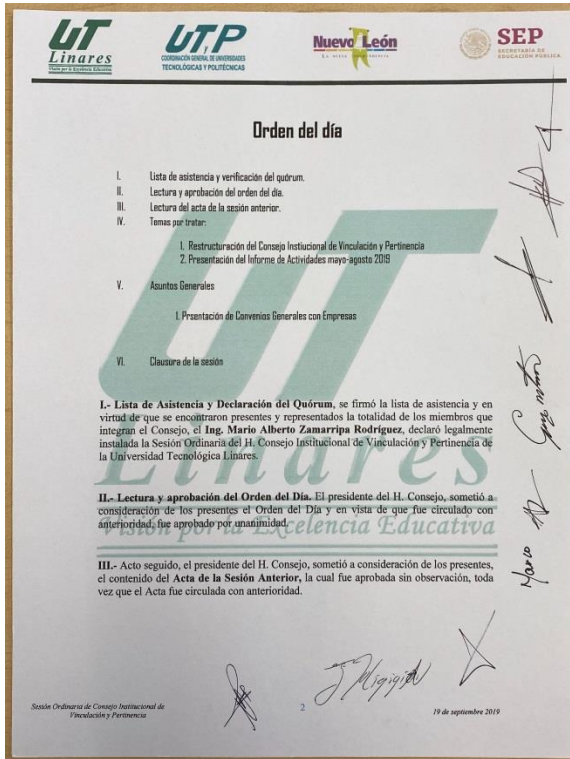 UT
Linares
Visión por la Excelencia Educativa
UTP
COORDINACIÓN GENERAL DE UNIVERSIDADES
TECNOLÓGICAS Y POLITÉCNICAS
Nuevo León
SEP
SECRETARÍA DE
EDUCACIÓN PÚBLICA
Orden del día
I. Lista de asistencia y verificación del quórum.
II. Lectura y aprobación del orden del día.
III. Lectura del acta de la sesión anterior.
IV. Temas por tratar:
1. Restructuración del Consejo Instiucional de Vinculación y Pertinencia
2. Presentación del Informe de Actividades mayo-agosto 2019
V. Asuntos Generales
1. Prsentación de Convenios Generales con Empresas
VI. Clausura de la sesión
I.- Lista de Asistencia y Declaración del Quórum, se firmó la lista de asistencia y en
virtud de que se encontraron presentes y representados la totalidad de los miembros que
integran el Consejo, el Ing. Mario Alberto Zamarripa Rodríguez, declaró legalmente
instalada la Sesión Ordinaria del H. Consejo Institucional de Vinculación y Pertinencia de
la Universidad Tecnológica Linares.
II.- Lectura y aprobación del Orden del Día. El presidente del H. Consejo, sometió a
consideración de los presentes el Orden del Día y en vista de que fue circulado con
anterioridad, fue aprobado por unanimidad.
III.- Acto seguido, el presidente del H. Consejo, sometió a consideración de los presentes,
el contenido del Acta de la Sesión Anterior, la cual fue aprobada sin observación, toda
vez que el Acta fue circulada con anterioridad.
UT
Linares
Visión por la Excelencia Educativa
Marco
Sesión Ordinaria de Consejo Institucional de
Vinculación y Pertinencia
2
19 de septiembre 2019